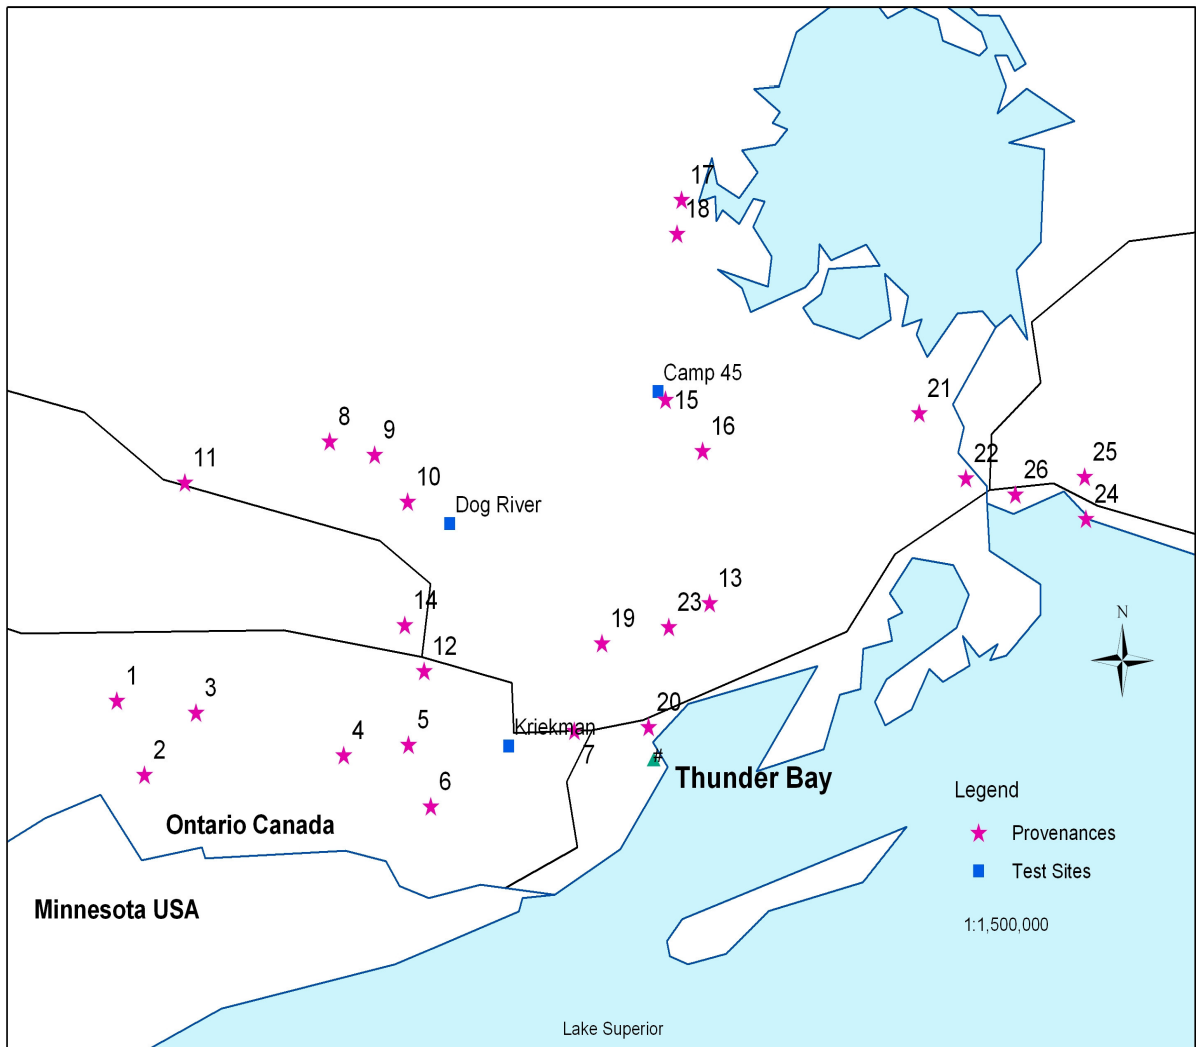 17
18
Camp 45
15
21
8
9
16
11
22
25
10
26
24
Dog River
13
14
23
19
N
12
1
3
20
Kriekman
4
5
7
2
#
Thunder Bay
6
Legend
Ontario Canada
Provenances
Test Sites
Minnesota USA
1:1,500,000
Lake Superior